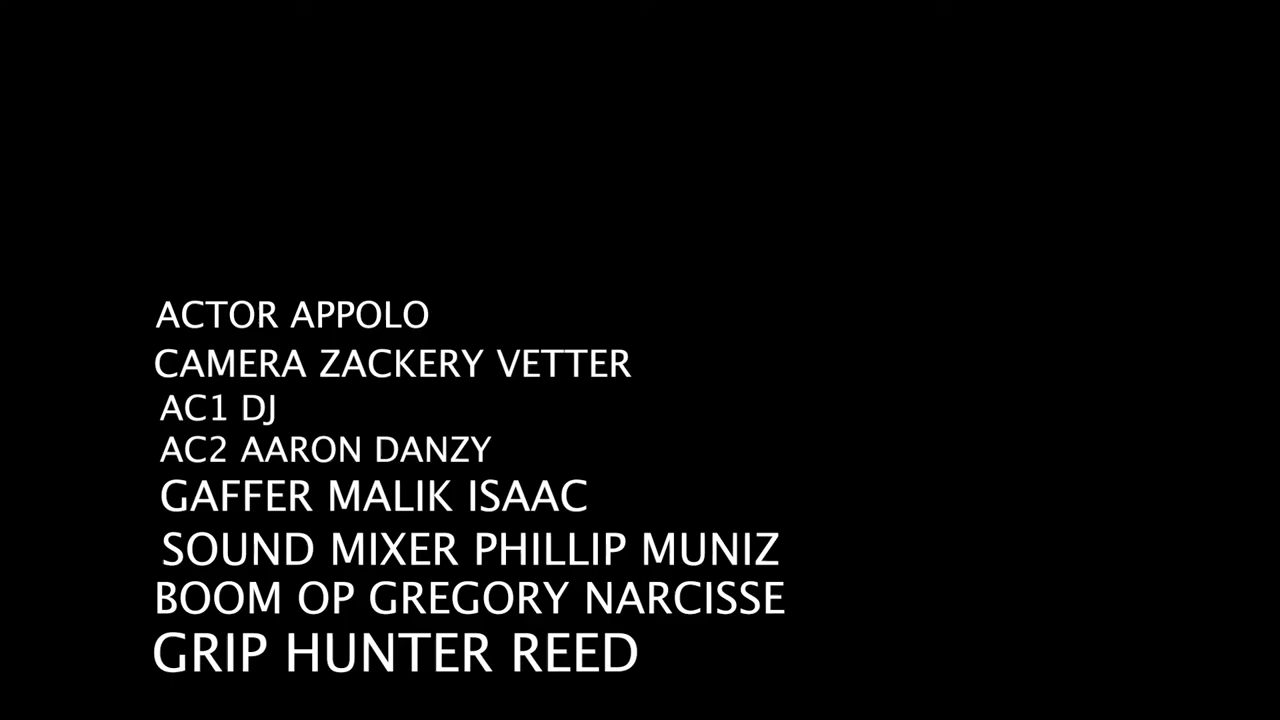 ACTOR APPOLO
CAMERA ZACKERY VETTER
AC1 DJ
AC2 AARON DANZY
GAFFER MALIK ISAAC
SOUND MIXER PHILLIP MUNIZ
BOOM OP GREGORY NARCISSE
GRIP HUNTER REED